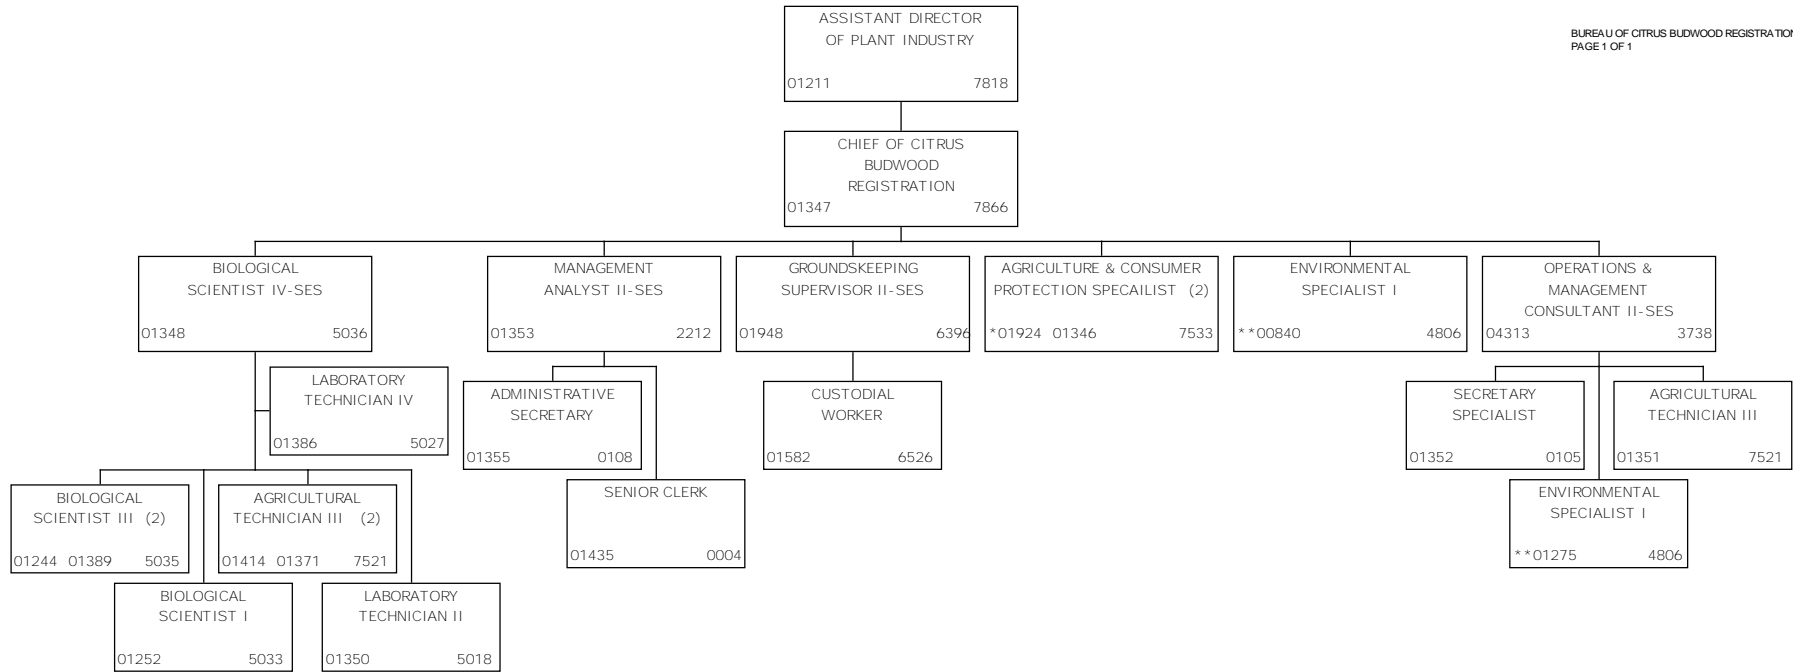 ASSISTANT DIRECTOR
OF PLANT INDUSTRY
01211 7818
BUREAU OF CITRUS BUDWOOD REGISTRATION
PAGE 1 OF 1
CHIEF OF CITRUS
BUDWOOD
REGISTRATION
01347 7866
BIOLOGICAL
SCIENTIST IV-SES
01348 5036
MANAGEMENT
ANALYST II-SES
01353 2212
GROUNDSKEEPING
SUPERVISOR II-SES
01948 6396
AGRICULTURE & CONSUMER
PROTECTION SPECAILIST (2)
*01924 01346 7533
ENVIRONMENTAL
SPECIALIST I
**00840 4806
OPERATIONS &
MANAGEMENT
CONSULTANT II-SES
04313 3738
LABORATORY
TECHNICIAN IV
01386 5027
ADMINISTRATIVE
SECRETARY
01355 0108
CUSTODIAL
WORKER
01582 6526
SECRETARY
SPECIALIST
01352 0105
AGRICULTURAL
TECHNICIAN III
01351 7521
BIOLOGICAL
SCIENTIST III (2)
01244 01389 5035
AGRICULTURAL
TECHNICIAN III (2)
01414 01371 7521
SENIOR CLERK
01435 0004
ENVIRONMENTAL
SPECIALIST I
**01275 4806
BIOLOGICAL
SCIENTIST I
01252 5033
LABORATORY
TECHNICIAN II
01350 5018